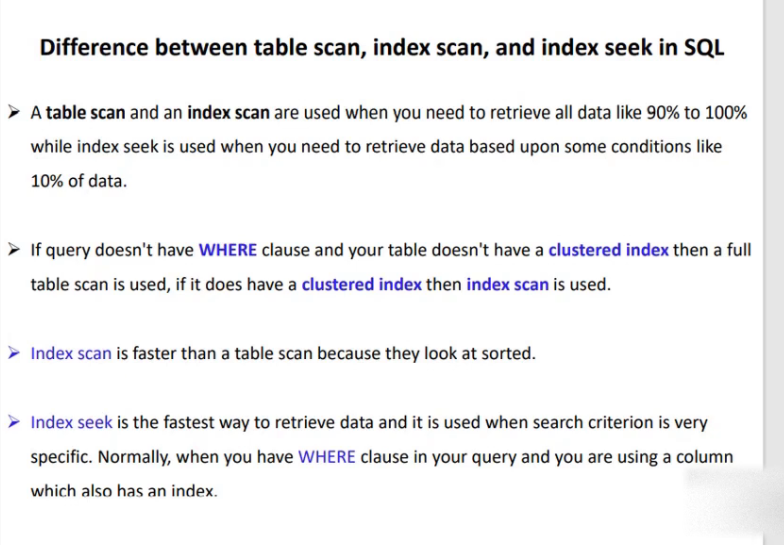 Difference between table scan, index scan, and index seek in SQL
➢ A table scan and an index scan are used when you need to retrieve all data like 90% to 100%
while index seek is used when you need to retrieve data based upon some conditions like
10% of data.
➢ If query doesn't have WHERE clause and your table doesn't have a clustered index then a full
table scan is used, if it does have a clustered index then index scan is used.
➢ Index scan is faster than a table scan because they look at sorted.
➢ Index seek is the fastest way to retrieve data and it is used when search criterion is very
specific. Normally, when you have WHERE clause in your query and you are using a column
which also has an index.